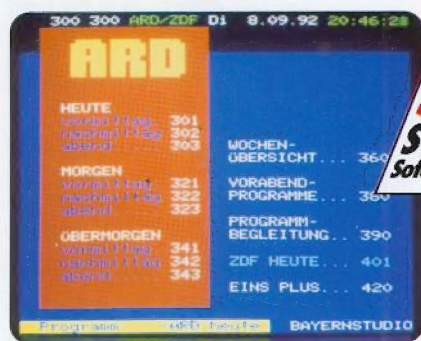 300 300 ARD/ZDF Di 8.09.92 20:46:28
ARD
HEUTE
vormittag. 301
nachmittag 302
abend..... 303
MORGEN
vormittag. 321
nachmittag 322
abend..... 323
ÜBERMORGEN
vormittag. 341
nachmittag 342
abend..... 343
WOCHEN-
ÜBERSICHT... 360
VORABEND-
PROGRAMME... 360
PROGRAMM-
BEGLEITUNG.. 390
ZDF HEUTE... 401
EINS PLUS... 420
Programm ARD heute BAYERNSTUDIO